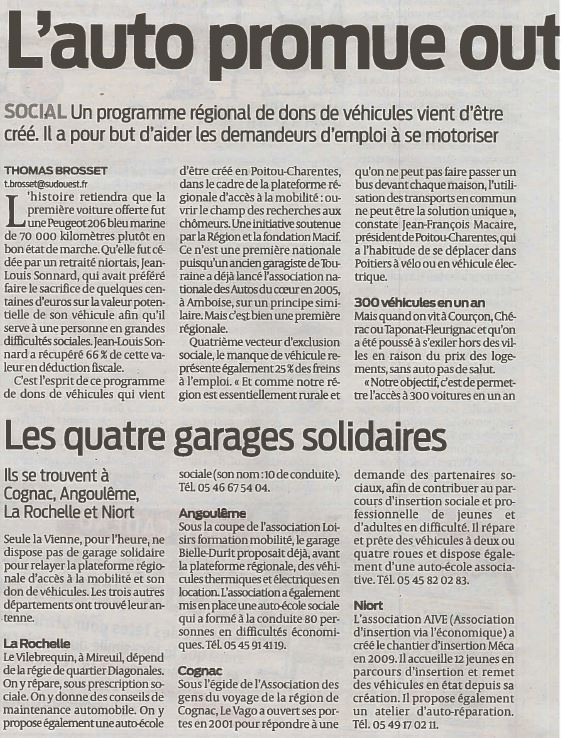 L'auto promue out
SOCIAL Un programme régional de dons de véhicules vient d'être
créé. Il a pour but d'aider les demandeurs d'emploi à se motoriser
THOMAS BROSSET
t.brosset@sudouest.fr
L'histoire retiendra que la
première voiture offerte fut
une Peugeot 206 bleu marine
de 70 000 kilomètres plutôt en
bon état de marche. Qu'elle fut cé-
dée par un retraité niortais, Jean-
Louis Sonnard, qui avait préféré
faire le sacrifice de quelques cen-
taines d'euros sur la valeur poten-
tielle de son véhicule afin qu'il
serve à une personne en grandes
difficultés sociales. Jean-Louis Son-
nard a récupéré 66 % de cette va-
leur en déduction fiscale.
C'est l'esprit de ce programme
de dons de véhicules qui vient
d'être créé en Poitou-Charentes,
dans le cadre de la plateforme ré-
gionale d'accès à la mobilité : ou-
vrir le champ des recherches aux
chômeurs. Une initiative soutenue
par la Région et la fondation Macif.
Ce n'est une première nationale
puisqu'un ancien garagiste de Tou-
raine a déjà lancé l'association na-
tionale des Autos du cœur en 2005,
à Amboise, sur un principe simi-
laire. Mais c'est bien une première
régionale.
Quatrième vecteur d'exclusion
sociale, le manque de véhicule re-
présente également 25 % des freins
à l'emploi. « Et comme notre ré-
gion est essentiellement rurale et
qu'on ne peut pas faire passer un
bus devant chaque maison, l'utili-
sation des transports en commun
ne peut être la solution unique »,
constate Jean-François Macaire,
président de Poitou-Charentes, qui
a l'habitude de se déplacer dans
Poitiers à vélo ou en véhicule élec-
trique.
300 véhicules en un an
Mais quand on vit à Courçon, Ché-
rac ou Taponat-Fleurignac et qu'on
a été poussé à s'exiler hors des vil-
les en raison du prix des loge-
ments, sans auto pas de salut.
« Notre objectif, c'est de permet-
tre l'accès à 300 voitures en un an
Les quatre garages solidaires
Ils se trouvent à
Cognac, Angoulême,
La Rochelle et Niort
Seule la Vienne, pour l'heure, ne
dispose pas de garage solidaire
pour relayer la plateforme régio-
nale d'accès à la mobilité et son
don de véhicules. Les trois autres
départements ont trouvé leur an-
tenne.
La Rochelle
Le Vilebrequin, à Mireuil, dépend
de la régie de quartier Diagonales.
On y répare, sous prescription so-
ciale. On y donne des conseils de
maintenance automobile. On y
propose également une auto-école
sociale (son nom : 10 de conduite).
Tél. 05 46 67 54 04.
Angoulême
Sous la coupe de l'association Loi-
sirs formation mobilité, le garage
Bielle-Durit proposait déjà, avant
la plateforme régionale, des véhi-
cules thermiques et électriques en
location. L'association a également
mis en place une auto-école sociale
qui a formé à la conduite 80 per-
sonnes en difficultés économi-
ques. Tél. 05 45 91 41 19.
Cognac
Sous l'égide de l'Association des
gens du voyage de la région de
Cognac, Le Vago a ouvert ses por-
tes en 2001 pour répondre à une
demande des partenaires so-
ciaux, afin de contribuer au par-
cours d'insertion sociale et pro-
fessionnelle de jeunes et
d'adultes en difficulté. Il répare
et prête des véhicules à deux ou
quatre roues et dispose égale-
ment d'une auto-école associa-
tive. Tél. 05 45 82 02 83.
Niort
L'association AIVE (Association
d'insertion via l'économique) a
créé le chantier d'insertion Méca
en 2009. Il accueille 12 jeunes en
parcours d'insertion et remet
des véhicules en état depuis sa
création. Il propose également
un atelier d'auto-réparation.
Tél. 05 49 17 02 11.